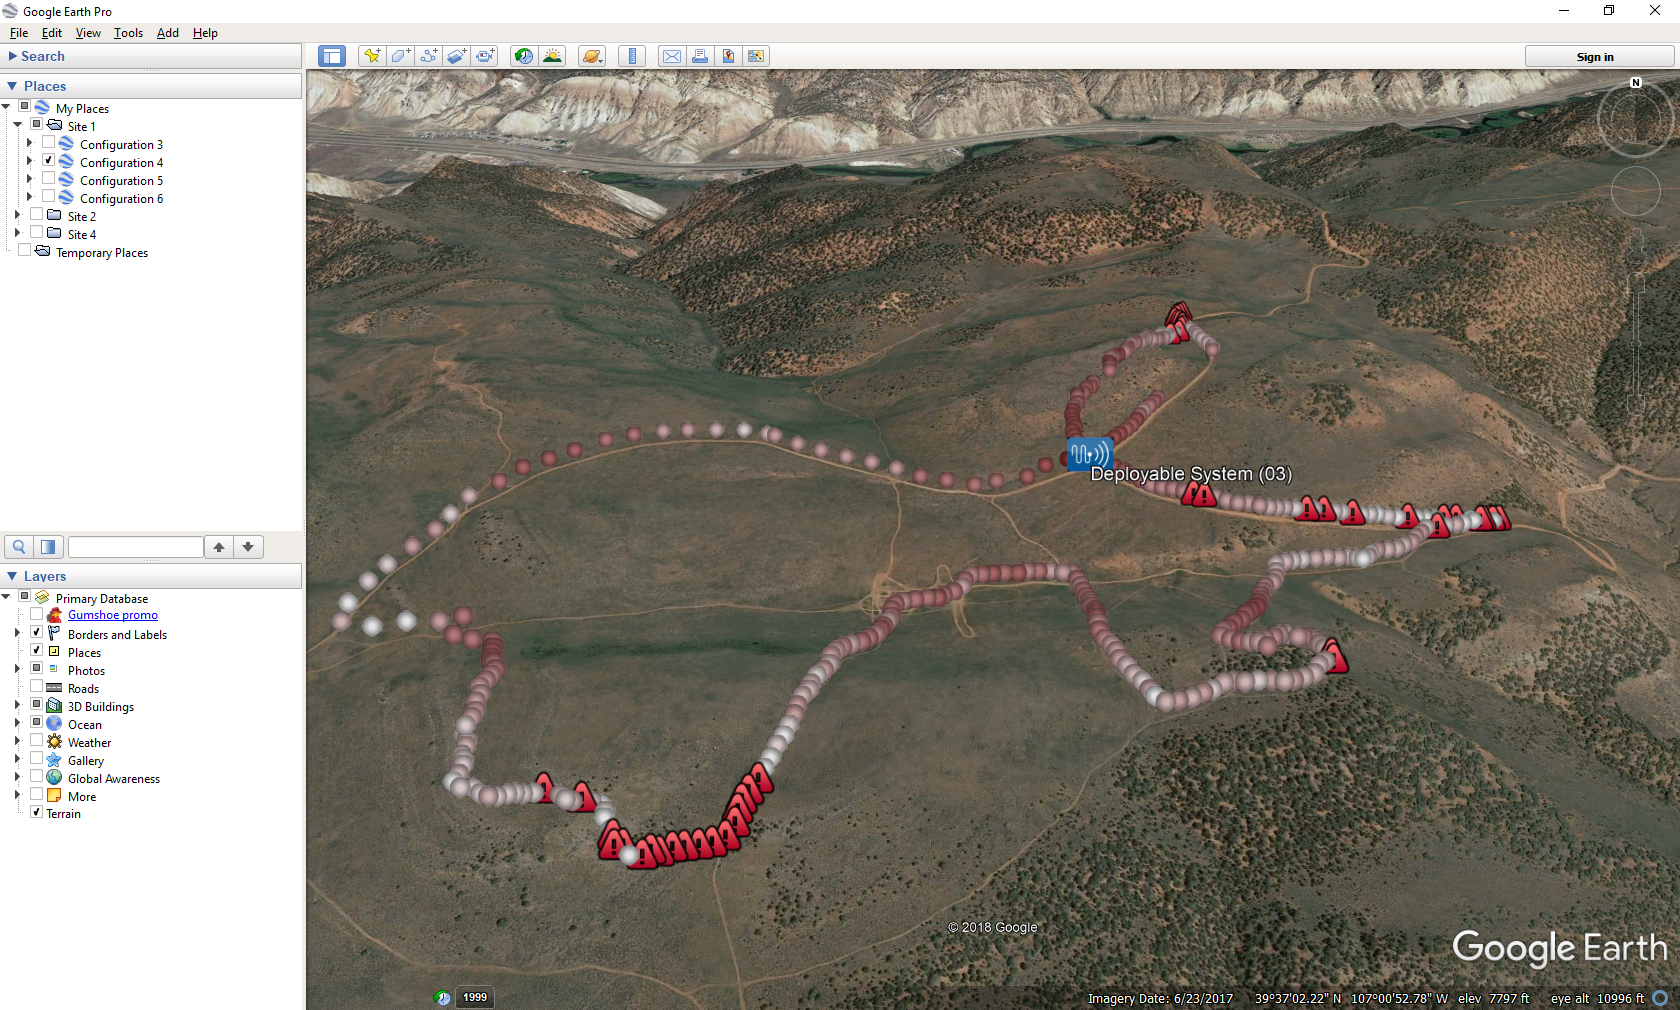 Google Earth Pro
File Edit View Tools Add Help
Search
Sign in
Places
My Places
Site 1
Configuration 3
Configuration 4
Configuration 5
Configuration 6
Site 2
Site 4
Temporary Places
Layers
Primary Database
Gumshoe promo
Borders and Labels
Places
Photos
Roads
3D Buildings
Ocean
Weather
Gallery
Global Awareness
More
Terrain
N
Deployable System (03)
© 2018 Google
Google Earth
1999
Imagery Date: 6/23/2017 39°37'02.22" N 107°00'52.78" W elev 7797 ft eye alt 10996 ft